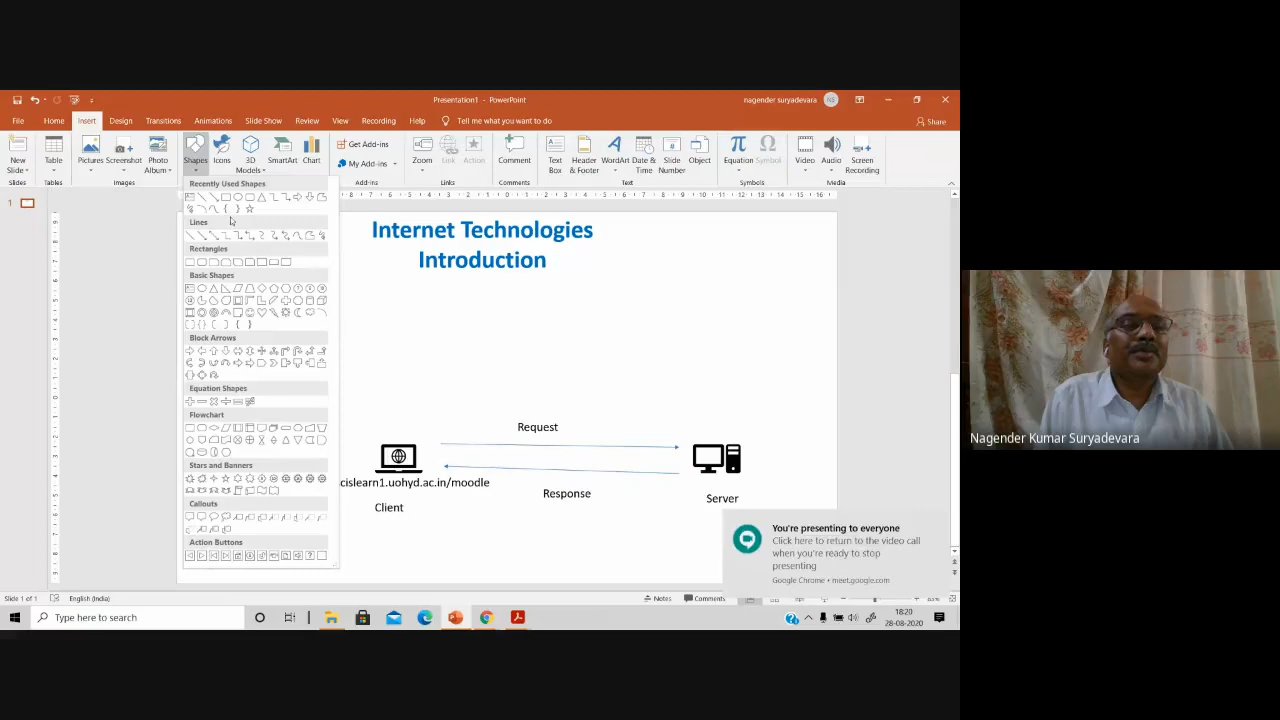 Presentation1 - PowerPoint
nagender suryadevara
NS
File
Home
Insert
Design
Transitions
Animations
Slide Show
Review
View
Recording
Help
Tell me what you want to do
Share
New Slide
Table
Pictures
Screenshot
Photo Album
Shapes
Icons
3D Models
SmartArt
Chart
Get Add-ins
My Add-ins
Zoom
Link
Action
Comment
Text Box
Header & Footer
WordArt
Date & Time
Slide Number
Object
Equation
Symbol
Video
Audio
Screen Recording
Slides
Tables
Images
Add-ins
Links
Comments
Text
Symbols
Media
Recently Used Shapes
Lines
Rectangles
Basic Shapes
Block Arrows
Equation Shapes
Flowchart
Stars and Banners
Callouts
Action Buttons
1
Internet Technologies
Introduction
Request
cislearn1.uohyd.ac.in/moodle
Response
Client
Server
You're presenting to everyone
Click here to return to the video call
when you're ready to stop
presenting
Google Chrome • meet.google.com
Slide 1 of 1
English (India)
Notes
Comments
Type here to search
18:20
28-08-2020
Nagender Kumar Suryadevara